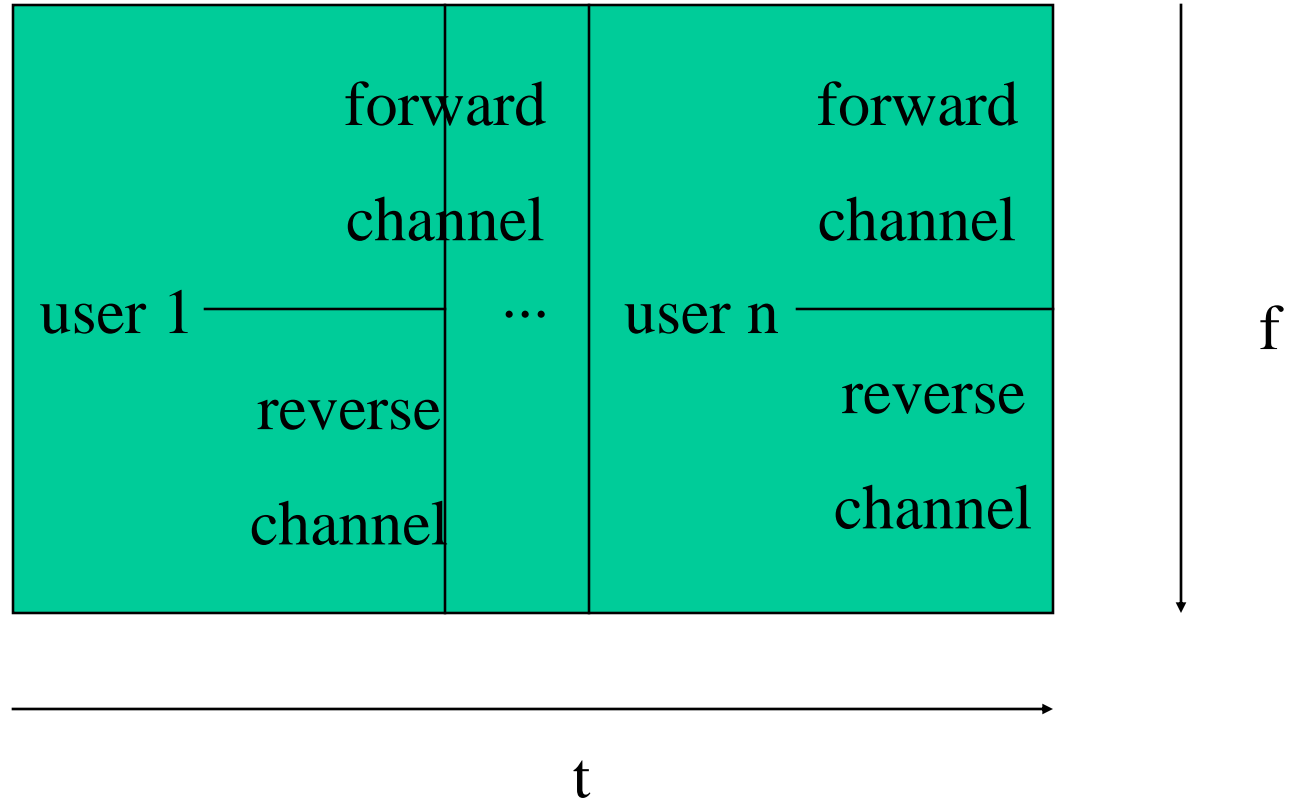 forward
channel
user 1
reverse
channel
...
forward
channel
user n
reverse
channel
f
t